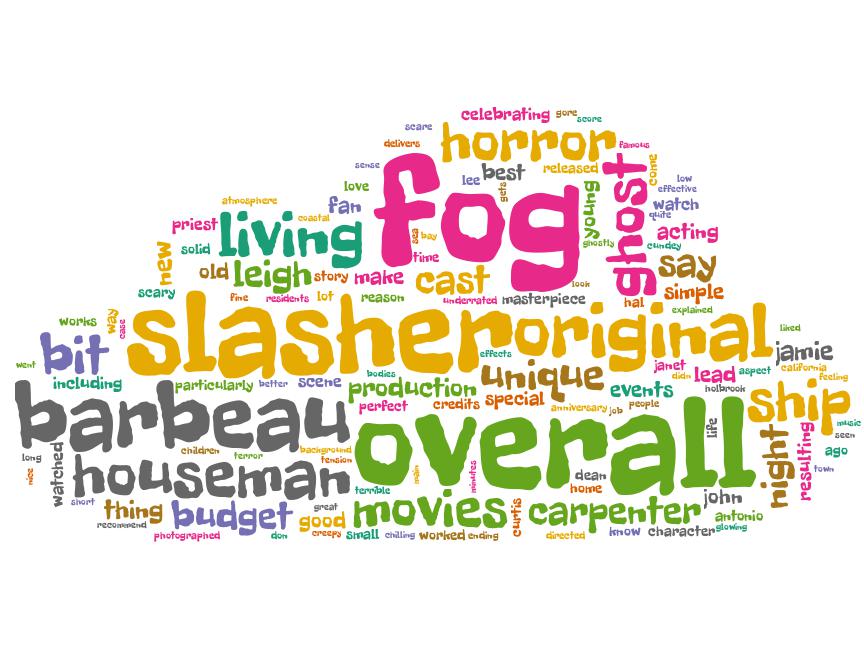 celebrating
gore
score
scare
horror
famous
delivers
sense
fog
lee
best
released
ghost
come
low
effective
love
gets
young
atmosphere
fan
watch
quite
coastal
priest
living
sea
bay
ghostly
acting
cundey
solid
time
new
old
leigh
story
make
cast
look
say
scary
fine
residents
lot
reason
underrated
masterpiece
hal
simple
explained
works
way
case
slasher
original
liked
went
bit
effects
jamie
including
particularly
better
scene
bodies
production
unique
events
janet
didn
lead
aspect
california
feeling
holbrook
barbeau
perfect
credits
special
anniversary
job
people
overall
life
ship
music
seen
long
nice
watched
houseman
children
terror
background
tension
main
minutes
dean
home
night
resulting
ago
town
short
terrible
thing
recommend
budget
great
good
movies
curtis
carpenter
john
antonio
glowing
photographed
don
creepy
small
chilling
worked
ending
directed
know
character